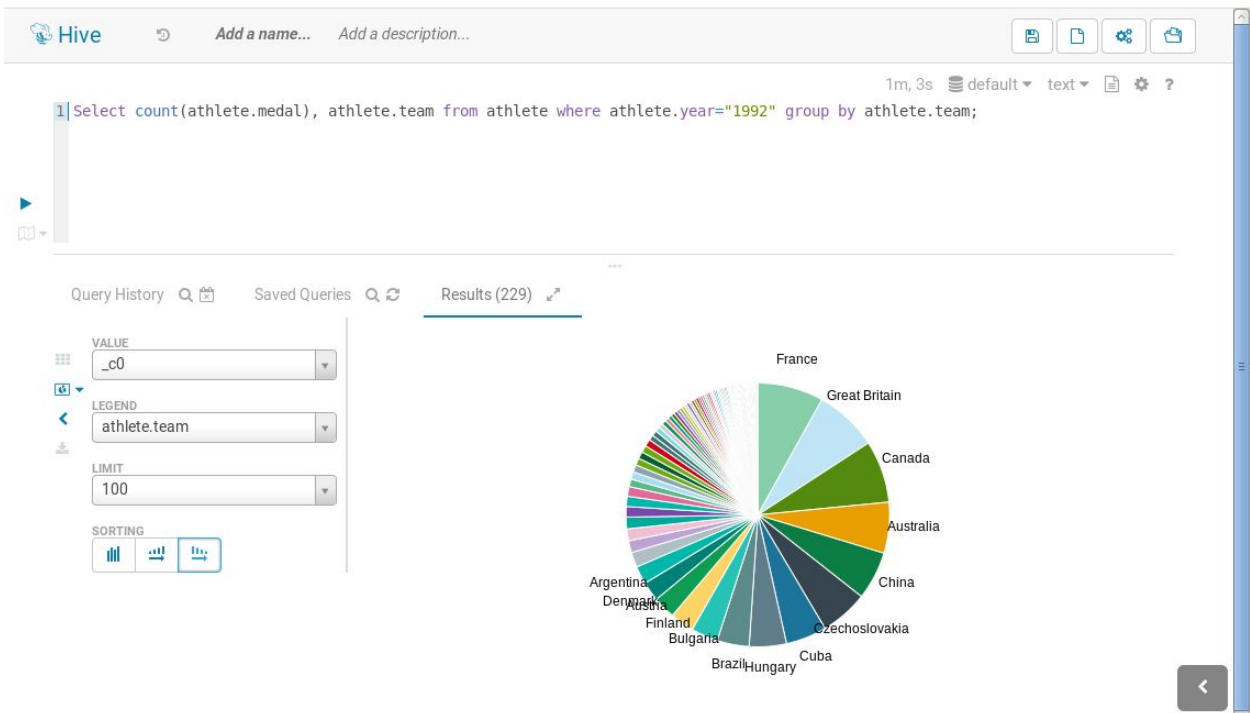 Hive Add a name... Add a description...
1m, 3s default text ?
1 Select count(athlete.medal), athlete.team from athlete where athlete.year="1992" group by athlete.team;
Query History Saved Queries Results (229)
VALUE
_c0
LEGEND
athlete.team
LIMIT
100
SORTING
France
Great Britain
Canada
Australia
China
Czechoslovakia
Cuba
Hungary
Brazil
Bulgaria
Finland
Austria
Denmark
Argentina